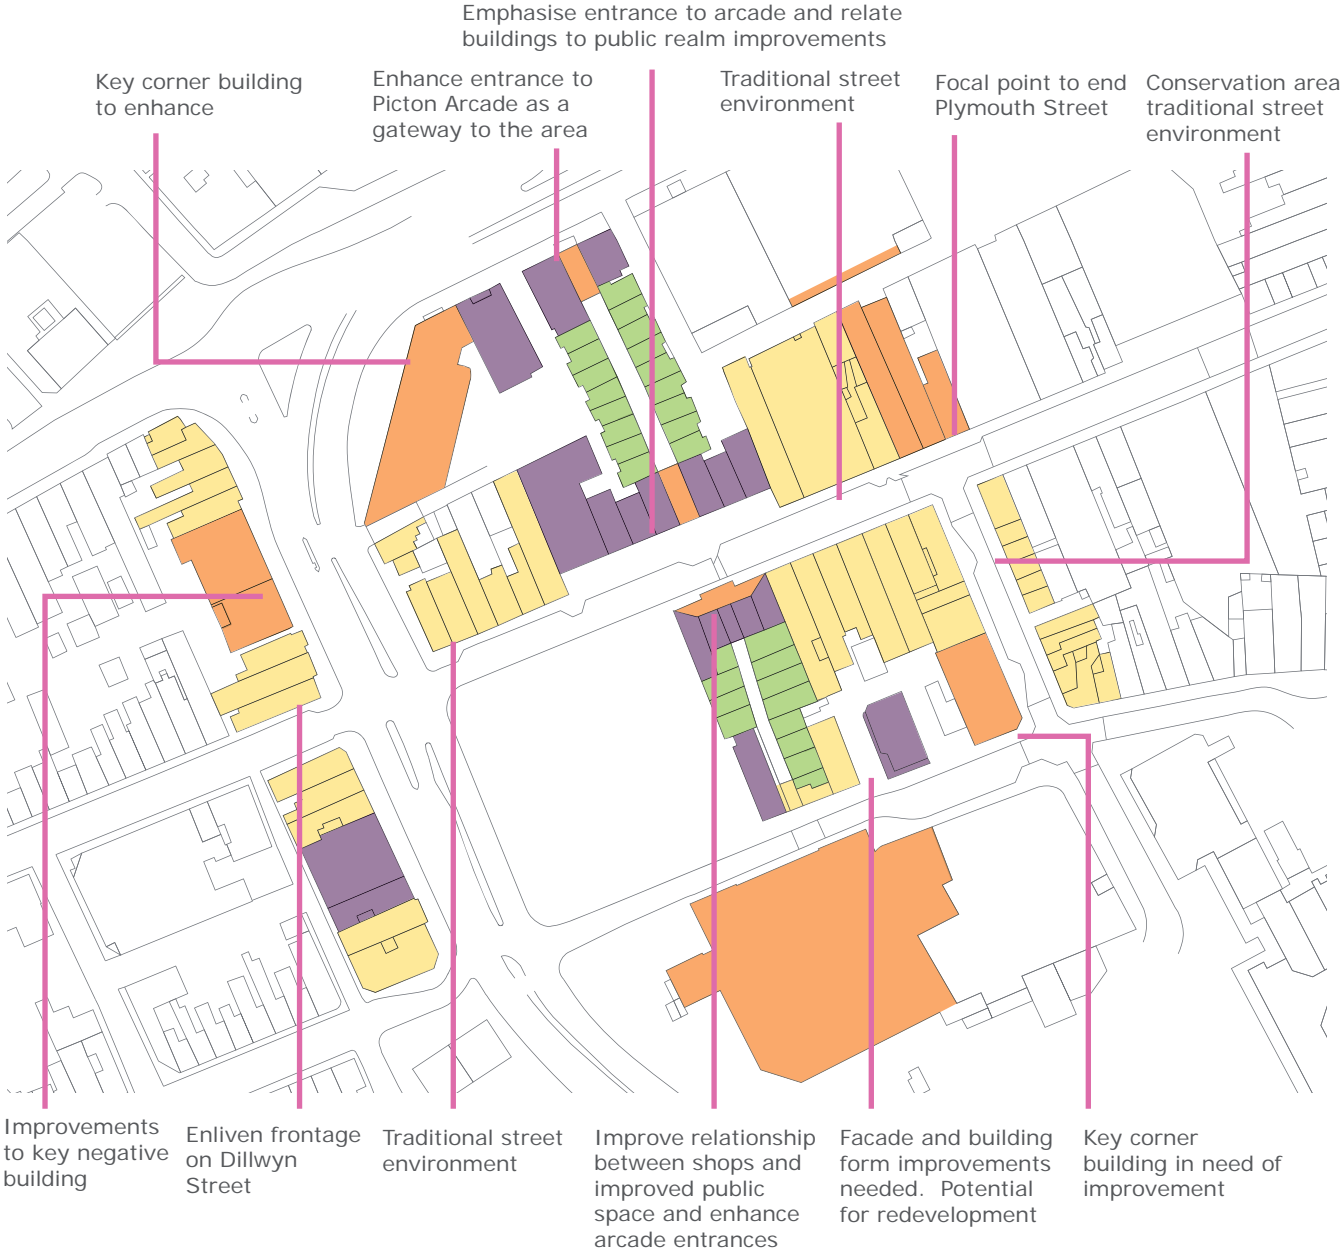 Emphasise entrance to arcade and relate
buildings to public realm improvements
Key corner building
to enhance
Enhance entrance to
Picton Arcade as a
gateway to the area
Traditional street
environment
Focal point to end
Plymouth Street
Conservation area
traditional street
environment
Improvements
to key negative
building
Enliven frontage
on Dillwyn
Street
Traditional street
environment
Improve relationship
between shops and
improved public
space and enhance
arcade entrances
Facade and building
form improvements
needed.  Potential
for redevelopment
Key corner
building in need of
improvement